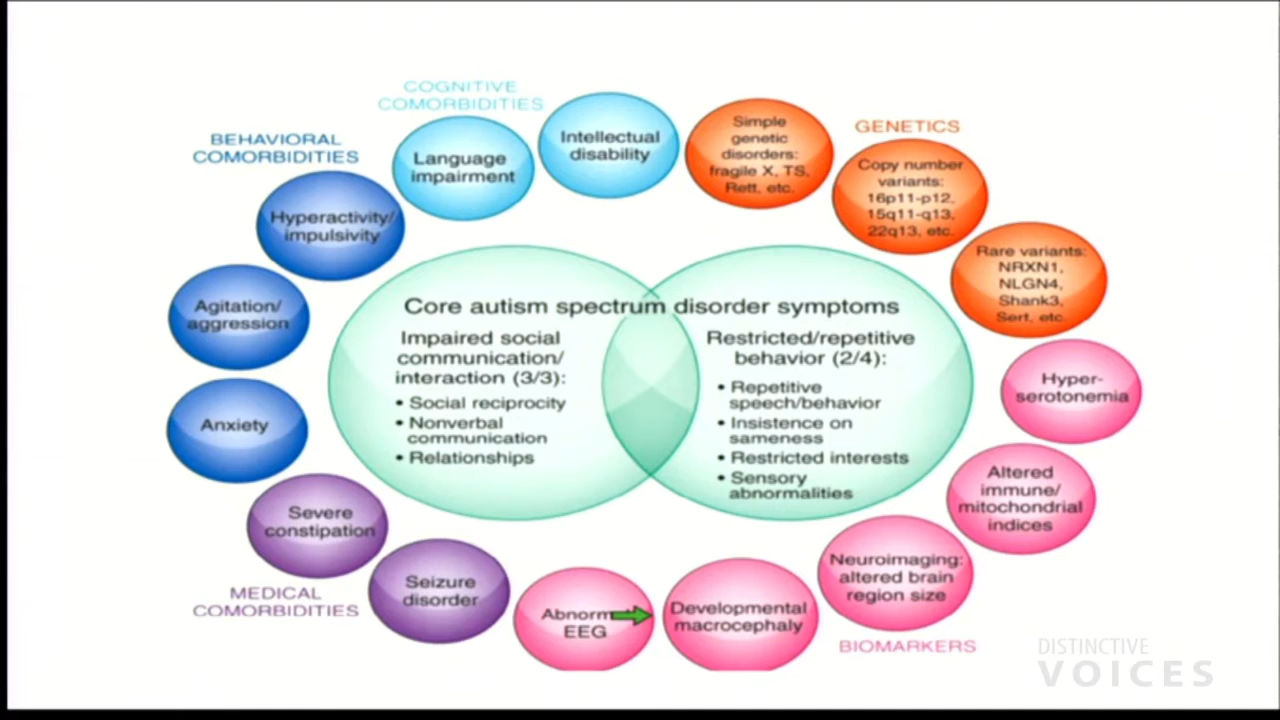 COGNITIVE
COMORBIDITIES
BEHAVIORAL
COMORBIDITIES
Language
impairment
Intellectual
disability
Simple
genetic
disorders:
fragile X, TS,
Rett, etc.
GENETICS
Copy number
variants:
16p11-p12,
15q11-q13,
22q13, etc.
Rare variants:
NRXN1,
NLGN4,
Shank3,
Sert, etc.
Hyperactivity/
impulsivity
Agitation/
aggression
Anxiety
Core autism spectrum disorder symptoms
Impaired social
communication/
interaction (3/3):
• Social reciprocity
• Nonverbal
communication
• Relationships
Restricted/repetitive
behavior (2/4):
• Repetitive
speech/behavior
• Insistence on
sameness
• Restricted interests
• Sensory
abnormalities
Hyper-
serotonemia
Altered
immune/
mitochondrial
indices
Severe
constipation
MEDICAL
COMORBIDITIES
Seizure
disorder
EEG
Developmental
macrocephaly
Neuroimaging:
altered brain
region size
BIOMARKERS
DISTINCTIVE
VOICES